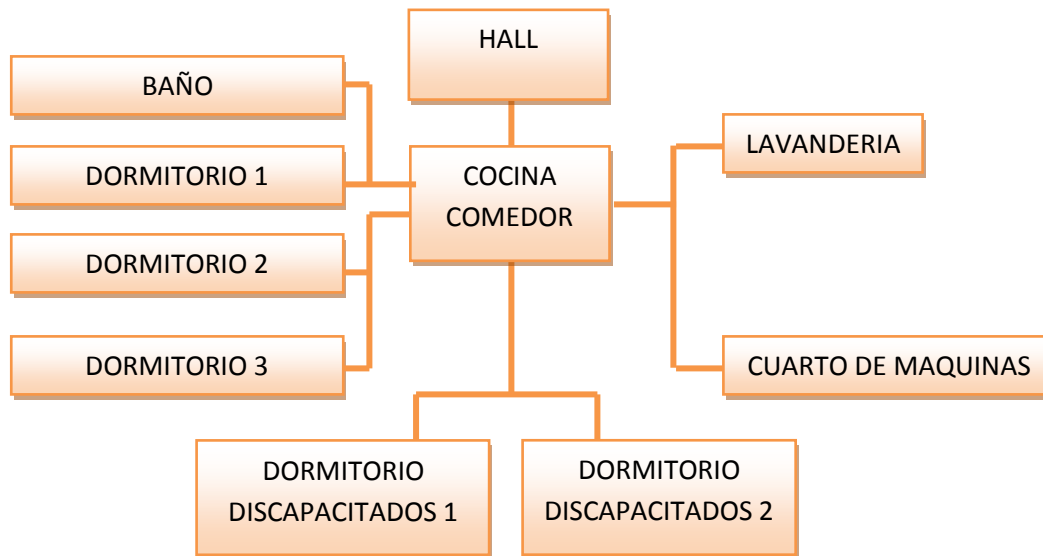 HALL
BAÑO
LAVANDERIA
DORMITORIO 1
COCINA
COMEDOR
DORMITORIO 2
DORMITORIO 3
CUARTO DE MAQUINAS
DORMITORIO
DISCAPACITADOS 1
DORMITORIO
DISCAPACITADOS 2